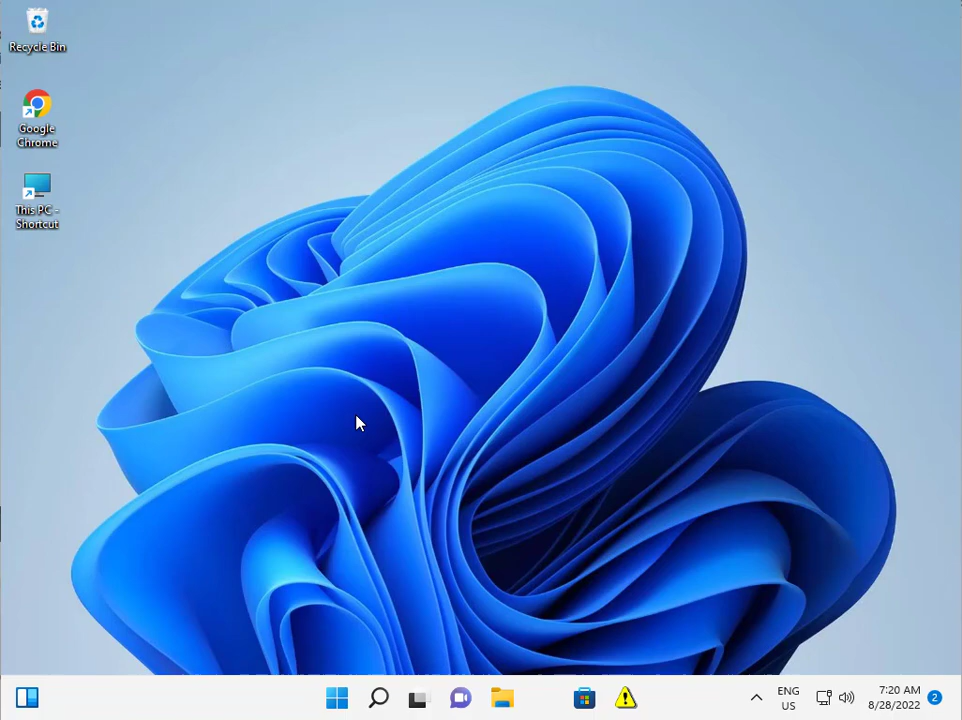 Recycle Bin
Google
Chrome
This PC -
Shortcut
ENG
US
7:20 AM
8/28/2022
2